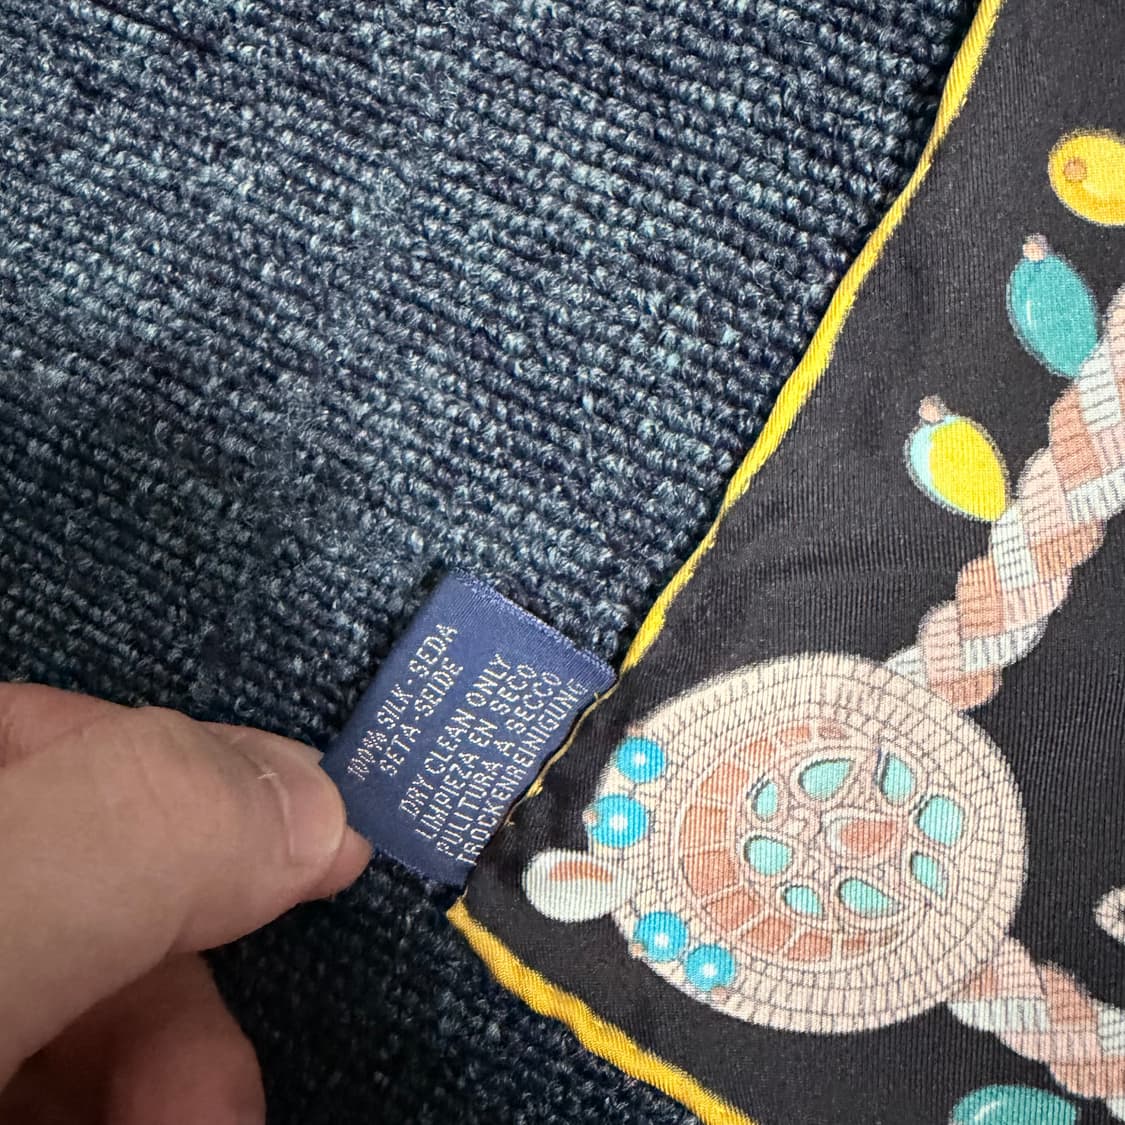 100% SILK - SEDA
SETA - SEIDE
DRY CLEAN ONLY
LIMPIEZA EN SECO
PULITURA A SECCO
TROCKENREINIGUNG